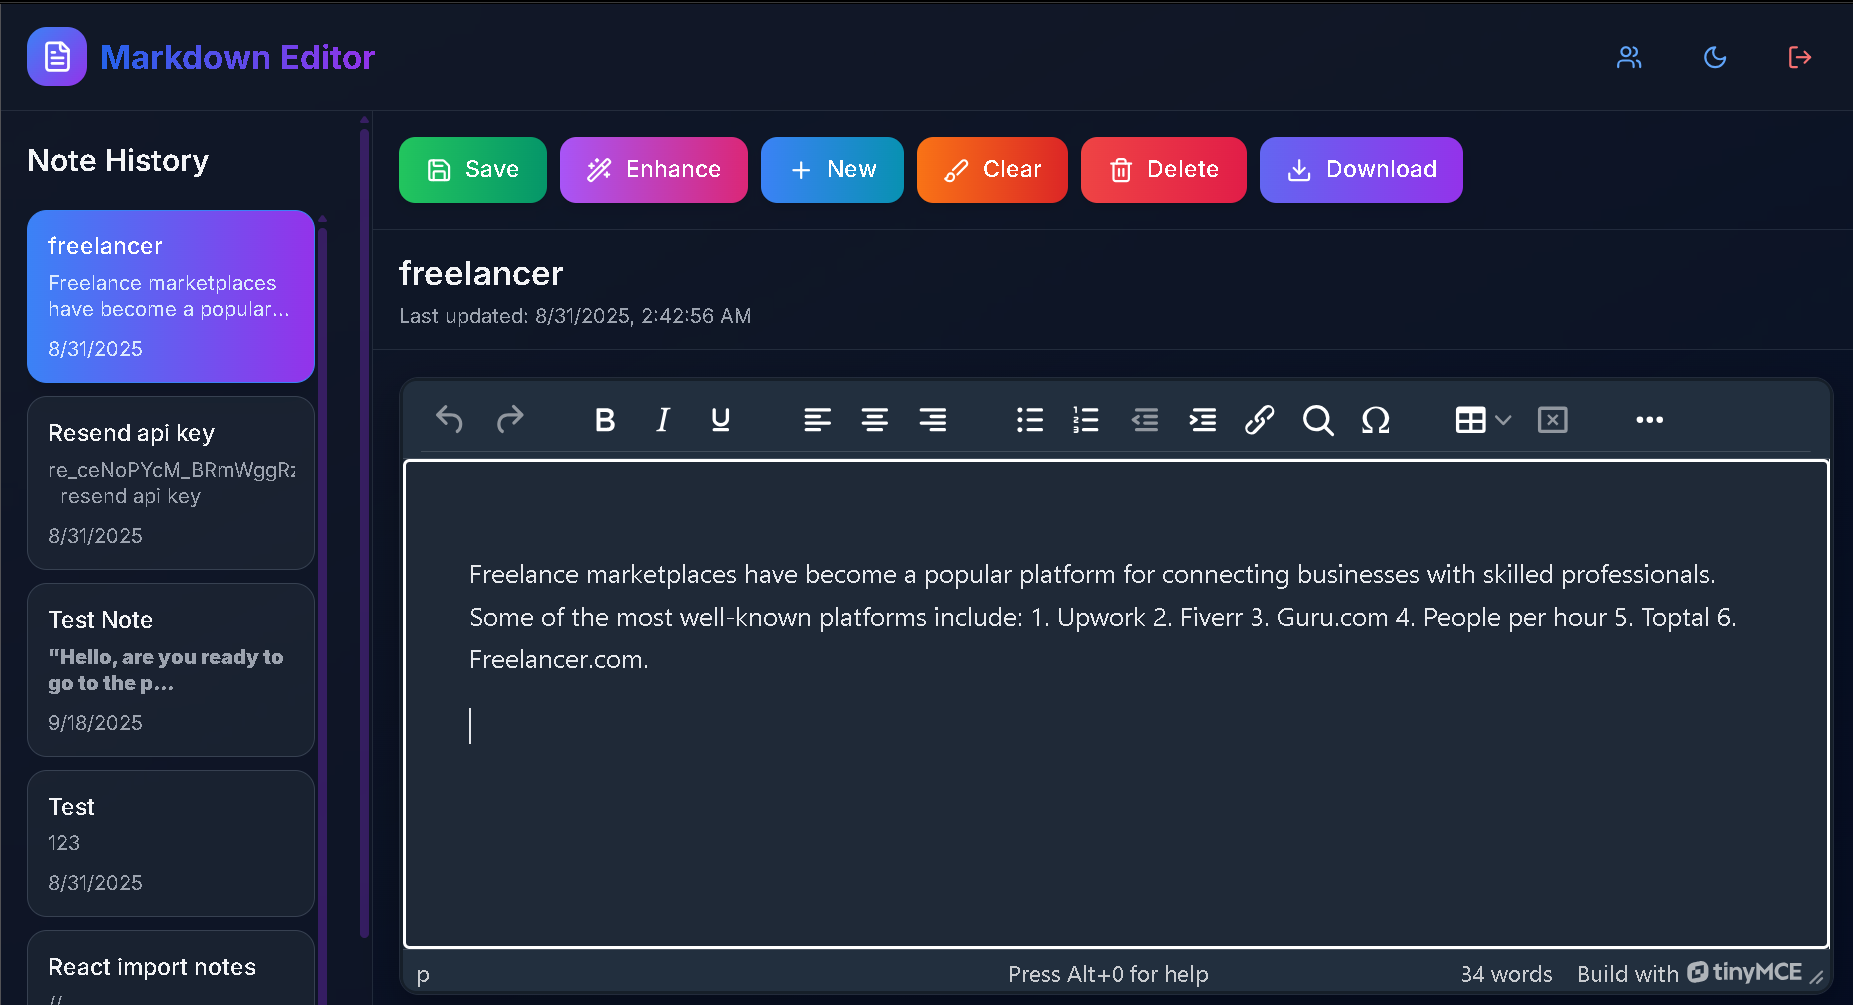 Markdown Editor
Note History
freelancer
Freelance marketplaces
have become a popular...
8/31/2025
Resend api key
re_ceNoPYcM_BRmWggRz
resend api key
8/31/2025
Test Note
"Hello, are you ready to
go to the p...
9/18/2025
Test
123
8/31/2025
React import notes
//
Save
Enhance
New
Clear
Delete
Download
freelancer
Last updated: 8/31/2025, 2:42:56 AM
B I U
Freelance marketplaces have become a popular platform for connecting businesses with skilled professionals.
Some of the most well-known platforms include: 1. Upwork 2. Fiverr 3. Guru.com 4. People per hour 5. Toptal 6.
Freelancer.com.
p
Press Alt+0 for help
34 words
Build with tinyMCE